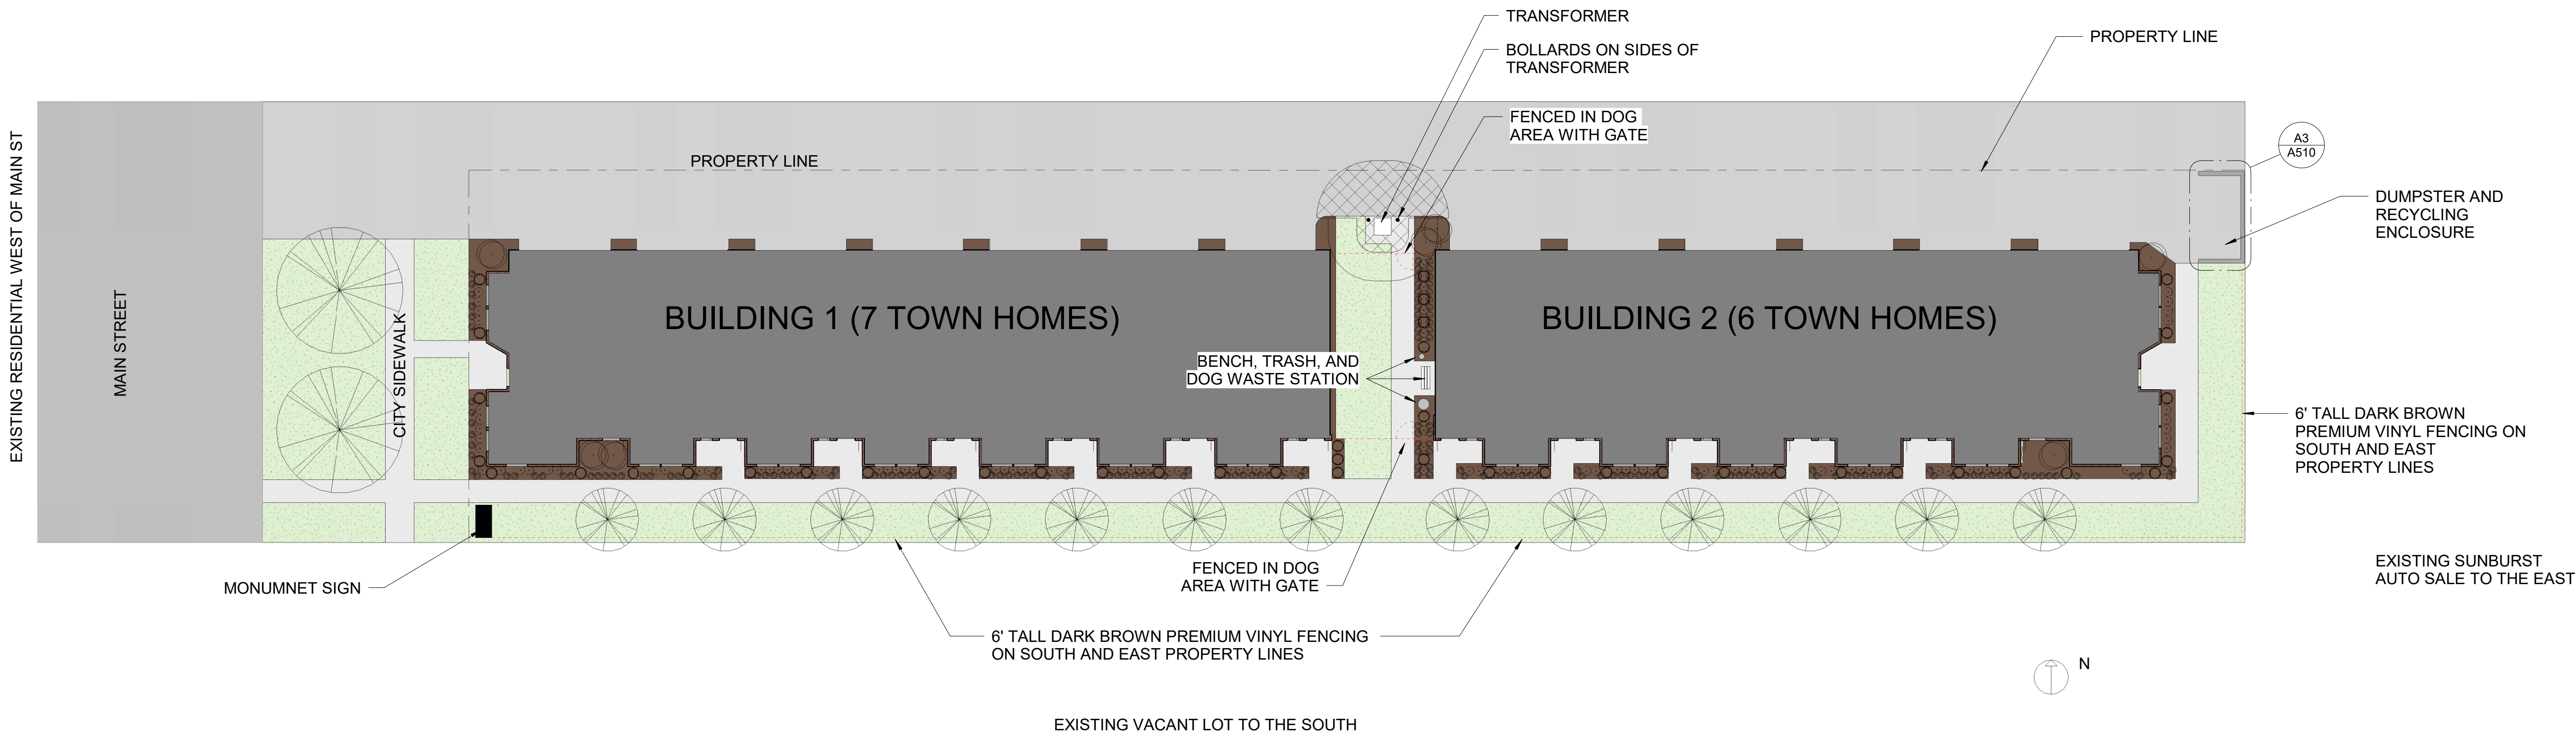 TRANSFORMER
BOLLARDS ON SIDES OF
TRANSFORMER
PROPERTY LINE
FENCED IN DOG
AREA WITH GATE
A3
A510
PROPERTY LINE
DUMPSTER AND
RECYCLING
ENCLOSURE
EXISTING RESIDENTIAL WEST OF MAIN ST
MAIN STREET
CITY SIDEWALK
BUILDING 1 (7 TOWN HOMES)
BUILDING 2 (6 TOWN HOMES)
BENCH, TRASH, AND
DOG WASTE STATION
6' TALL DARK BROWN
PREMIUM VINYL FENCING ON
SOUTH AND EAST
PROPERTY LINES
MONUMNET SIGN
FENCED IN DOG
AREA WITH GATE
EXISTING SUNBURST
AUTO SALE TO THE EAST
6' TALL DARK BROWN PREMIUM VINYL FENCING
ON SOUTH AND EAST PROPERTY LINES
N
EXISTING VACANT LOT TO THE SOUTH